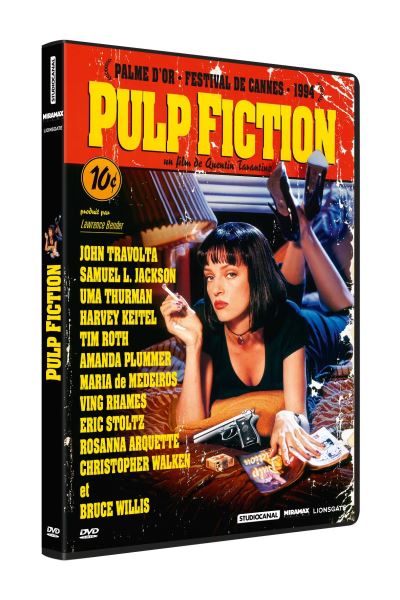 STUDIOCANAL
MIRAMAX
LIONSGATE
PULP FICTION
DVD
PALME D'OR • FESTIVAL DE CANNES • 1994
PULP FICTION
un film de Quentin Tarantino
10¢
produit par
Lawrence Bender
JOHN TRAVOLTA
SAMUEL L. JACKSON
UMA THURMAN
HARVEY KEITEL
TIM ROTH
AMANDA PLUMMER
MARIA de MEDEIROS
VING RHAMES
ERIC STOLTZ
ROSANNA ARQUETTE
CHRISTOPHER WALKEN
et
BRUCE WILLIS
DVD
STUDIOCANAL MIRAMAX LIONSGATE